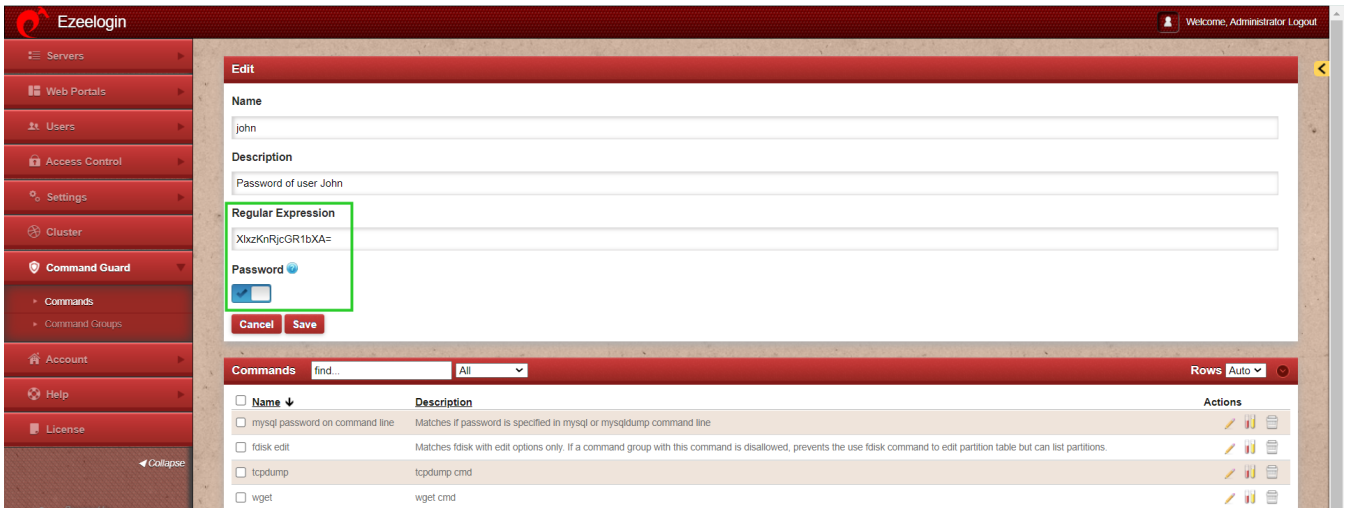 Ezeelogin
Welcome, Administrator Logout
Servers
Web Portals
Users
Access Control
Settings
Cluster
Command Guard
Commands
Command Groups
Account
Help
License
Collapse
Edit
Name
john
Description
Password of user John
Regular Expression
XlxzKnRjcGR1bXA=
Password
Cancel Save
Commands find... All Rows Auto
Name Description Actions
mysql password on command line Matches if password is specified in mysql or mysqldump command line
fdisk edit Matches fdisk with edit options only. If a command group with this command is disallowed, prevents the use fdisk command to edit partition table but can list partitions.
tcpdump tcpdump cmd
wget wget cmd